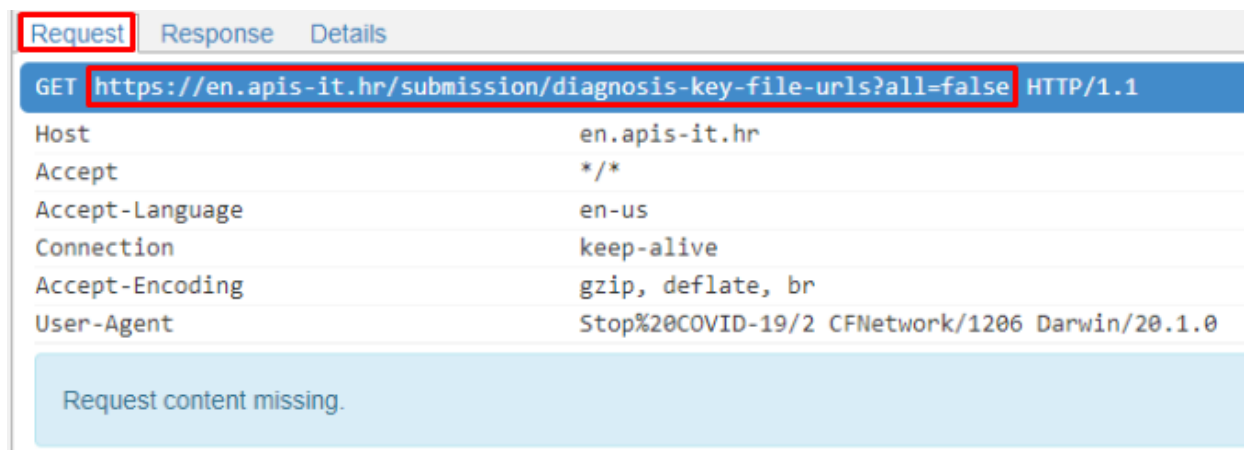 Request Response Details
GET https://en.apis-it.hr/submission/diagnosis-key-file-urls?all=false HTTP/1.1
Host en.apis-it.hr
Accept */*
Accept-Language en-us
Connection keep-alive
Accept-Encoding gzip, deflate, br
User-Agent Stop%20COVID-19/2 CFNetwork/1206 Darwin/20.1.0
Request content missing.